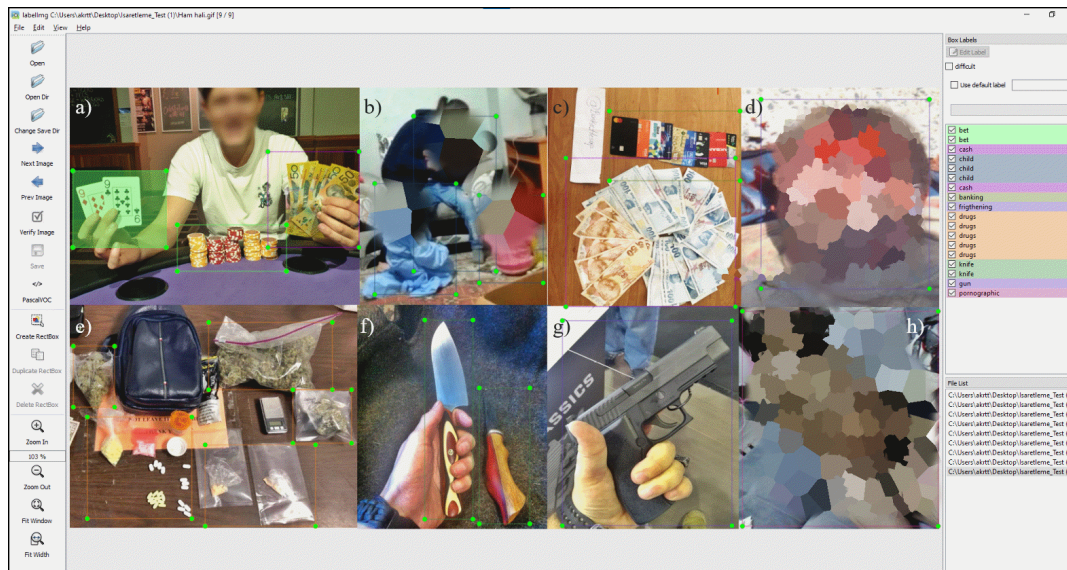 labelImg C:\Users\akrtt\Desktop\Isaretleme_Test (1)\Ham hali.gif [9 / 9]
File Edit View Help
Open
Open Dir
Change Save Dir
Next Image
Prev Image
Verify Image
Save
</>
PascalVOC
Create RectBox
Duplicate RectBox
Delete RectBox
Zoom In
103 %
Zoom Out
Fit Window
Fit Width
a)
b)
c)
d)
e)
f)
g)
h)
9
50
100
ASSICS
Box Labels
Edit Label
difficult
Use default label
bet
bet
cash
child
child
child
cash
banking
frigthening
drugs
drugs
drugs
drugs
knife
knife
gun
pornographic
File List
C:\Users\akrtt\Desktop\Isaretleme_Test (
C:\Users\akrtt\Desktop\Isaretleme_Test (
C:\Users\akrtt\Desktop\Isaretleme_Test (
C:\Users\akrtt\Desktop\Isaretleme_Test (
C:\Users\akrtt\Desktop\Isaretleme_Test (
C:\Users\akrtt\Desktop\Isaretleme_Test (
C:\Users\akrtt\Desktop\Isaretleme_Test (
C:\Users\akrtt\Desktop\Isaretleme_Test (
C:\Users\akrtt\Desktop\Isaretleme_Test (